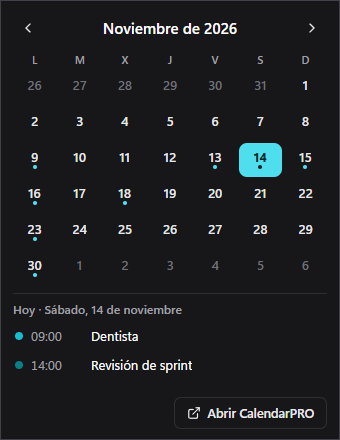 Noviembre de 2026
L M X J V S D
26 27 28 29 30 31 1
2 3 4 5 6 7 8
9 10 11 12 13 14 15
16 17 18 19 20 21 22
23 24 25 26 27 28 29
30 1 2 3 4 5 6
Hoy · Sábado, 14 de noviembre
09:00 Dentista
14:00 Revisión de sprint
Abrir CalendarPRO